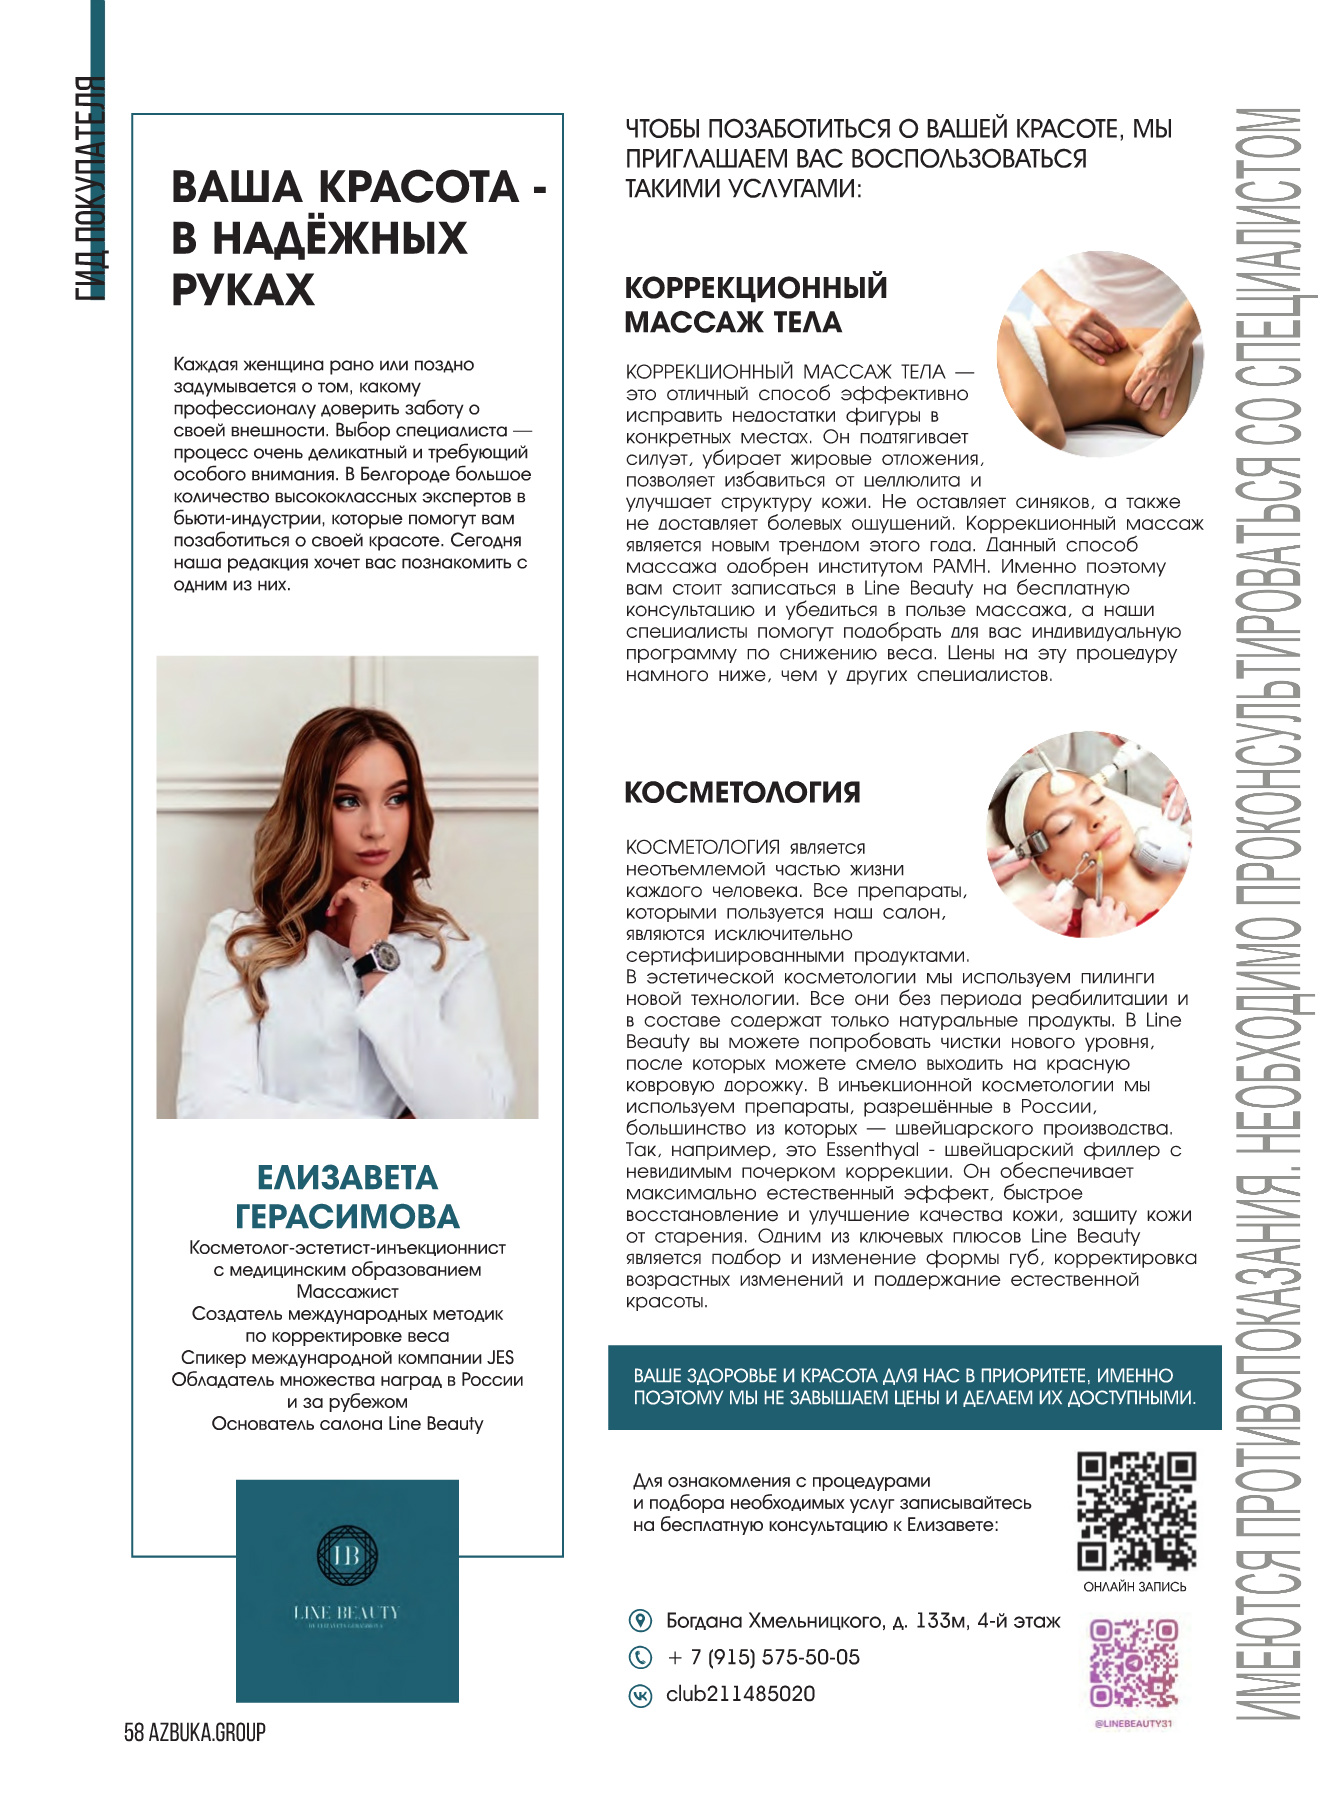 ГИД ПОКУПАТЕЛЯ
ВАША КРАСОТА -
В НАДЁЖНЫХ
РУКАХ
Каждая женщина рано или поздно
задумывается о том, какому
профессионалу доверить заботу о
своей внешности. Выбор специалиста —
процесс очень деликатный и требующий
особого внимания. В Белгороде большое
количество высококлассных экспертов в
бьюти-индустрии, которые помогут вам
позаботиться о своей красоте. Сегодня
наша редакция хочет вас познакомить с
одним из них.
ЕЛИЗАВЕТА
ГЕРАСИМОВА
Косметолог-эстетист-инъекционнист
с медицинским образованием
Массажист
Создатель международных методик
по корректировке веса
Спикер международной компании JES
Обладатель множества наград в России
и за рубежом
Основатель салона Line Beauty
LB
LINE BEAUTY
58 AZBUKA.GROUP
ЧТОБЫ ПОЗАБОТИТЬСЯ О ВАШЕЙ КРАСОТЕ, МЫ
ПРИГЛАШАЕМ ВАС ВОСПОЛЬЗОВАТЬСЯ
ТАКИМИ УСЛУГАМИ:
КОРРЕКЦИОННЫЙ
МАССАЖ ТЕЛА
КОРРЕКЦИОННЫЙ МАССАЖ ТЕЛА —
это отличный способ эффективно
исправить недостатки фигуры в
конкретных местах. Он подтягивает
силуэт, убирает жировые отложения,
позволяет избавиться от целлюлита и
улучшает структуру кожи. Не оставляет синяков, а также
не доставляет болевых ощущений. Коррекционный массаж
является новым трендом этого года. Данный способ
массажа одобрен институтом РАМН. Именно поэтому
вам стоит записаться в Line Beauty на бесплатную
консультацию и убедиться в пользе массажа, а наши
специалисты помогут подобрать для вас индивидуальную
программу по снижению веса. Цены на эту процедуру
намного ниже, чем у других специалистов.
КОСМЕТОЛОГИЯ
КОСМЕТОЛОГИЯ является
неотъемлемой частью жизни
каждого человека. Все препараты,
которыми пользуется наш салон,
являются исключительно
сертифицированными продуктами.
В эстетической косметологии мы используем пилинги
новой технологии. Все они без периода реабилитации и
в составе содержат только натуральные продукты. В Line
Beauty вы можете попробовать чистки нового уровня,
после которых можете смело выходить на красную
ковровую дорожку. В инъекционной косметологии мы
используем препараты, разрешённые в России,
большинство из которых — швейцарского производства.
Так, например, это Essenthyal - швейцарский филлер с
невидимым почерком коррекции. Он обеспечивает
максимально естественный эффект, быстрое
восстановление и улучшение качества кожи, защиту кожи
от старения. Одним из ключевых плюсов Line Beauty
является подбор и изменение формы губ, корректировка
возрастных изменений и поддержание естественной
красоты.
ВАШЕ ЗДОРОВЬЕ И КРАСОТА ДЛЯ НАС В ПРИОРИТЕТЕ, ИМЕННО
ПОЭТОМУ МЫ НЕ ЗАВЫШАЕМ ЦЕНЫ И ДЕЛАЕМ ИХ ДОСТУПНЫМИ.
Для ознакомления с процедурами
и подбора необходимых услуг записывайтесь
на бесплатную консультацию к Елизавете:
ОНЛАЙН ЗАПИСЬ
Богдана Хмельницкого, д. 133м, 4-й этаж
+ 7 (915) 575-50-05
club211485020
@LINEBEAUTY31
ИМЕЮТСЯ ПРОТИВОПОКАЗАНИЯ. НЕОБХОДИМО ПРОКОНСУЛЬТИРОВАТЬСЯ СО СПЕЦИАЛИСТОМ